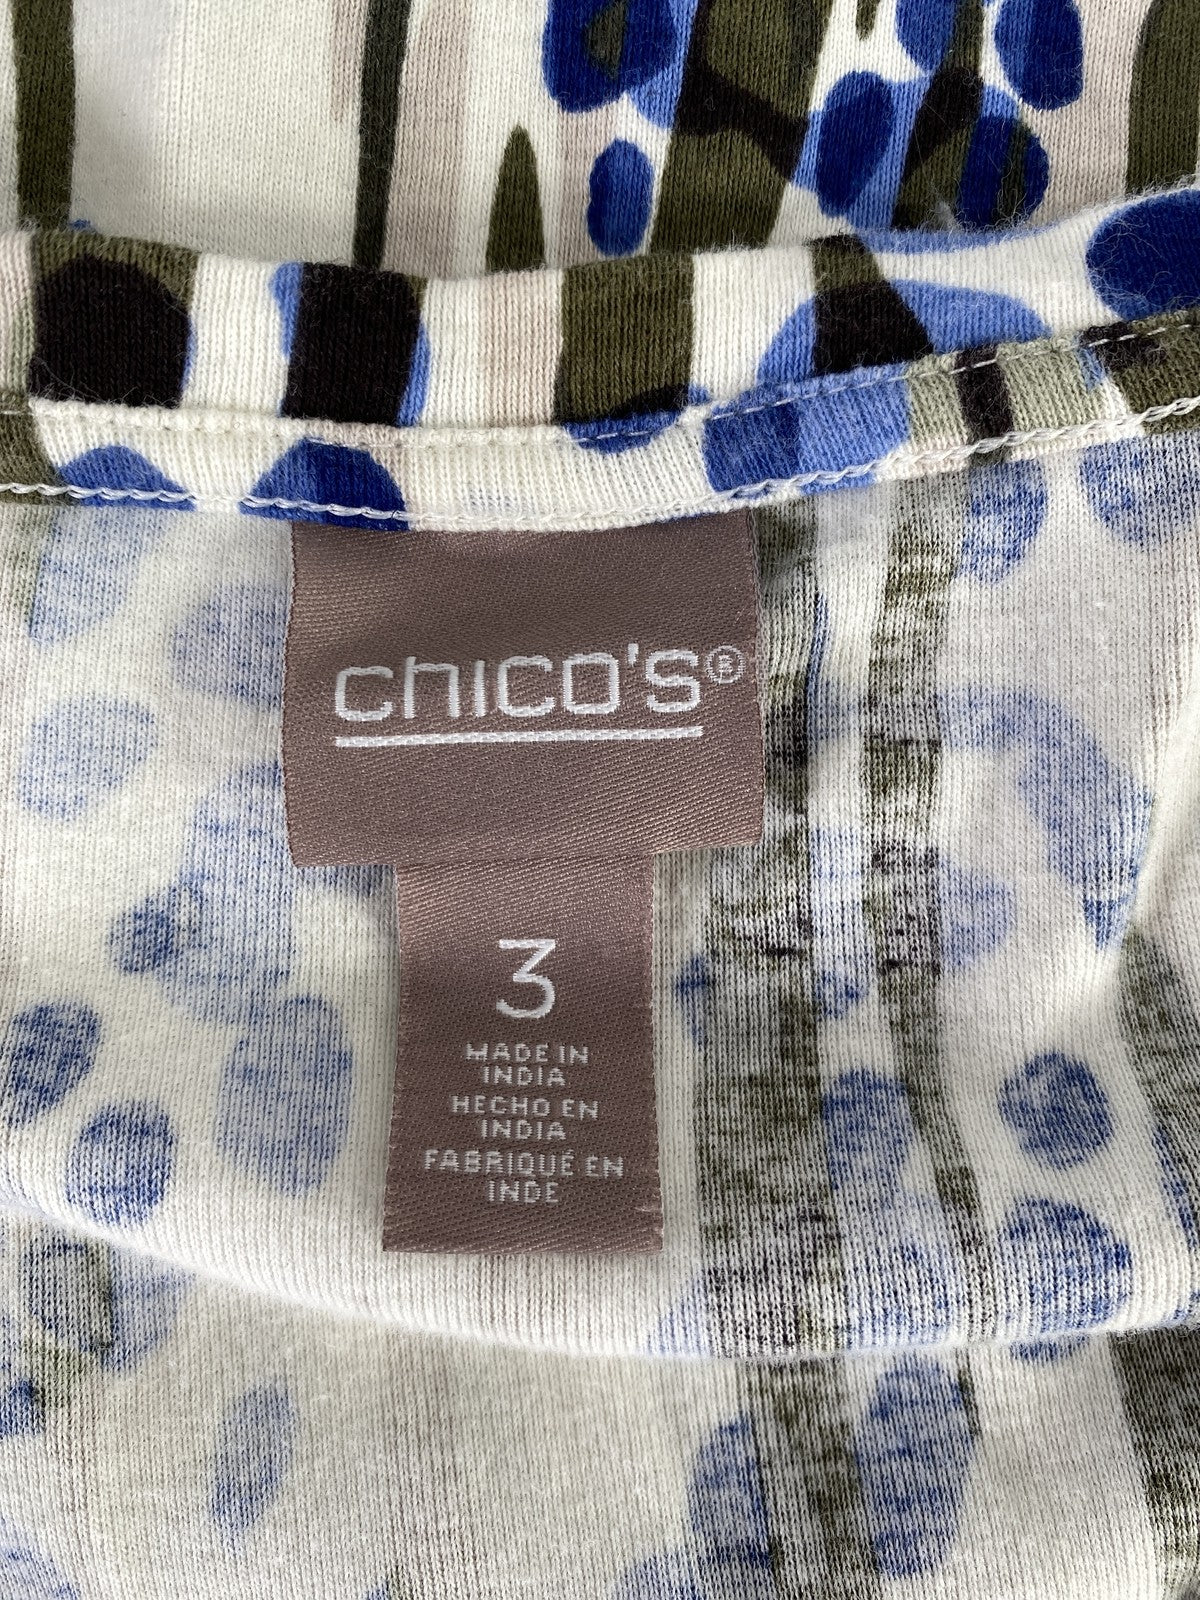 chico's®
3
MADE IN
INDIA
HECHO EN
INDIA
FABRIQUÉ EN
INDE